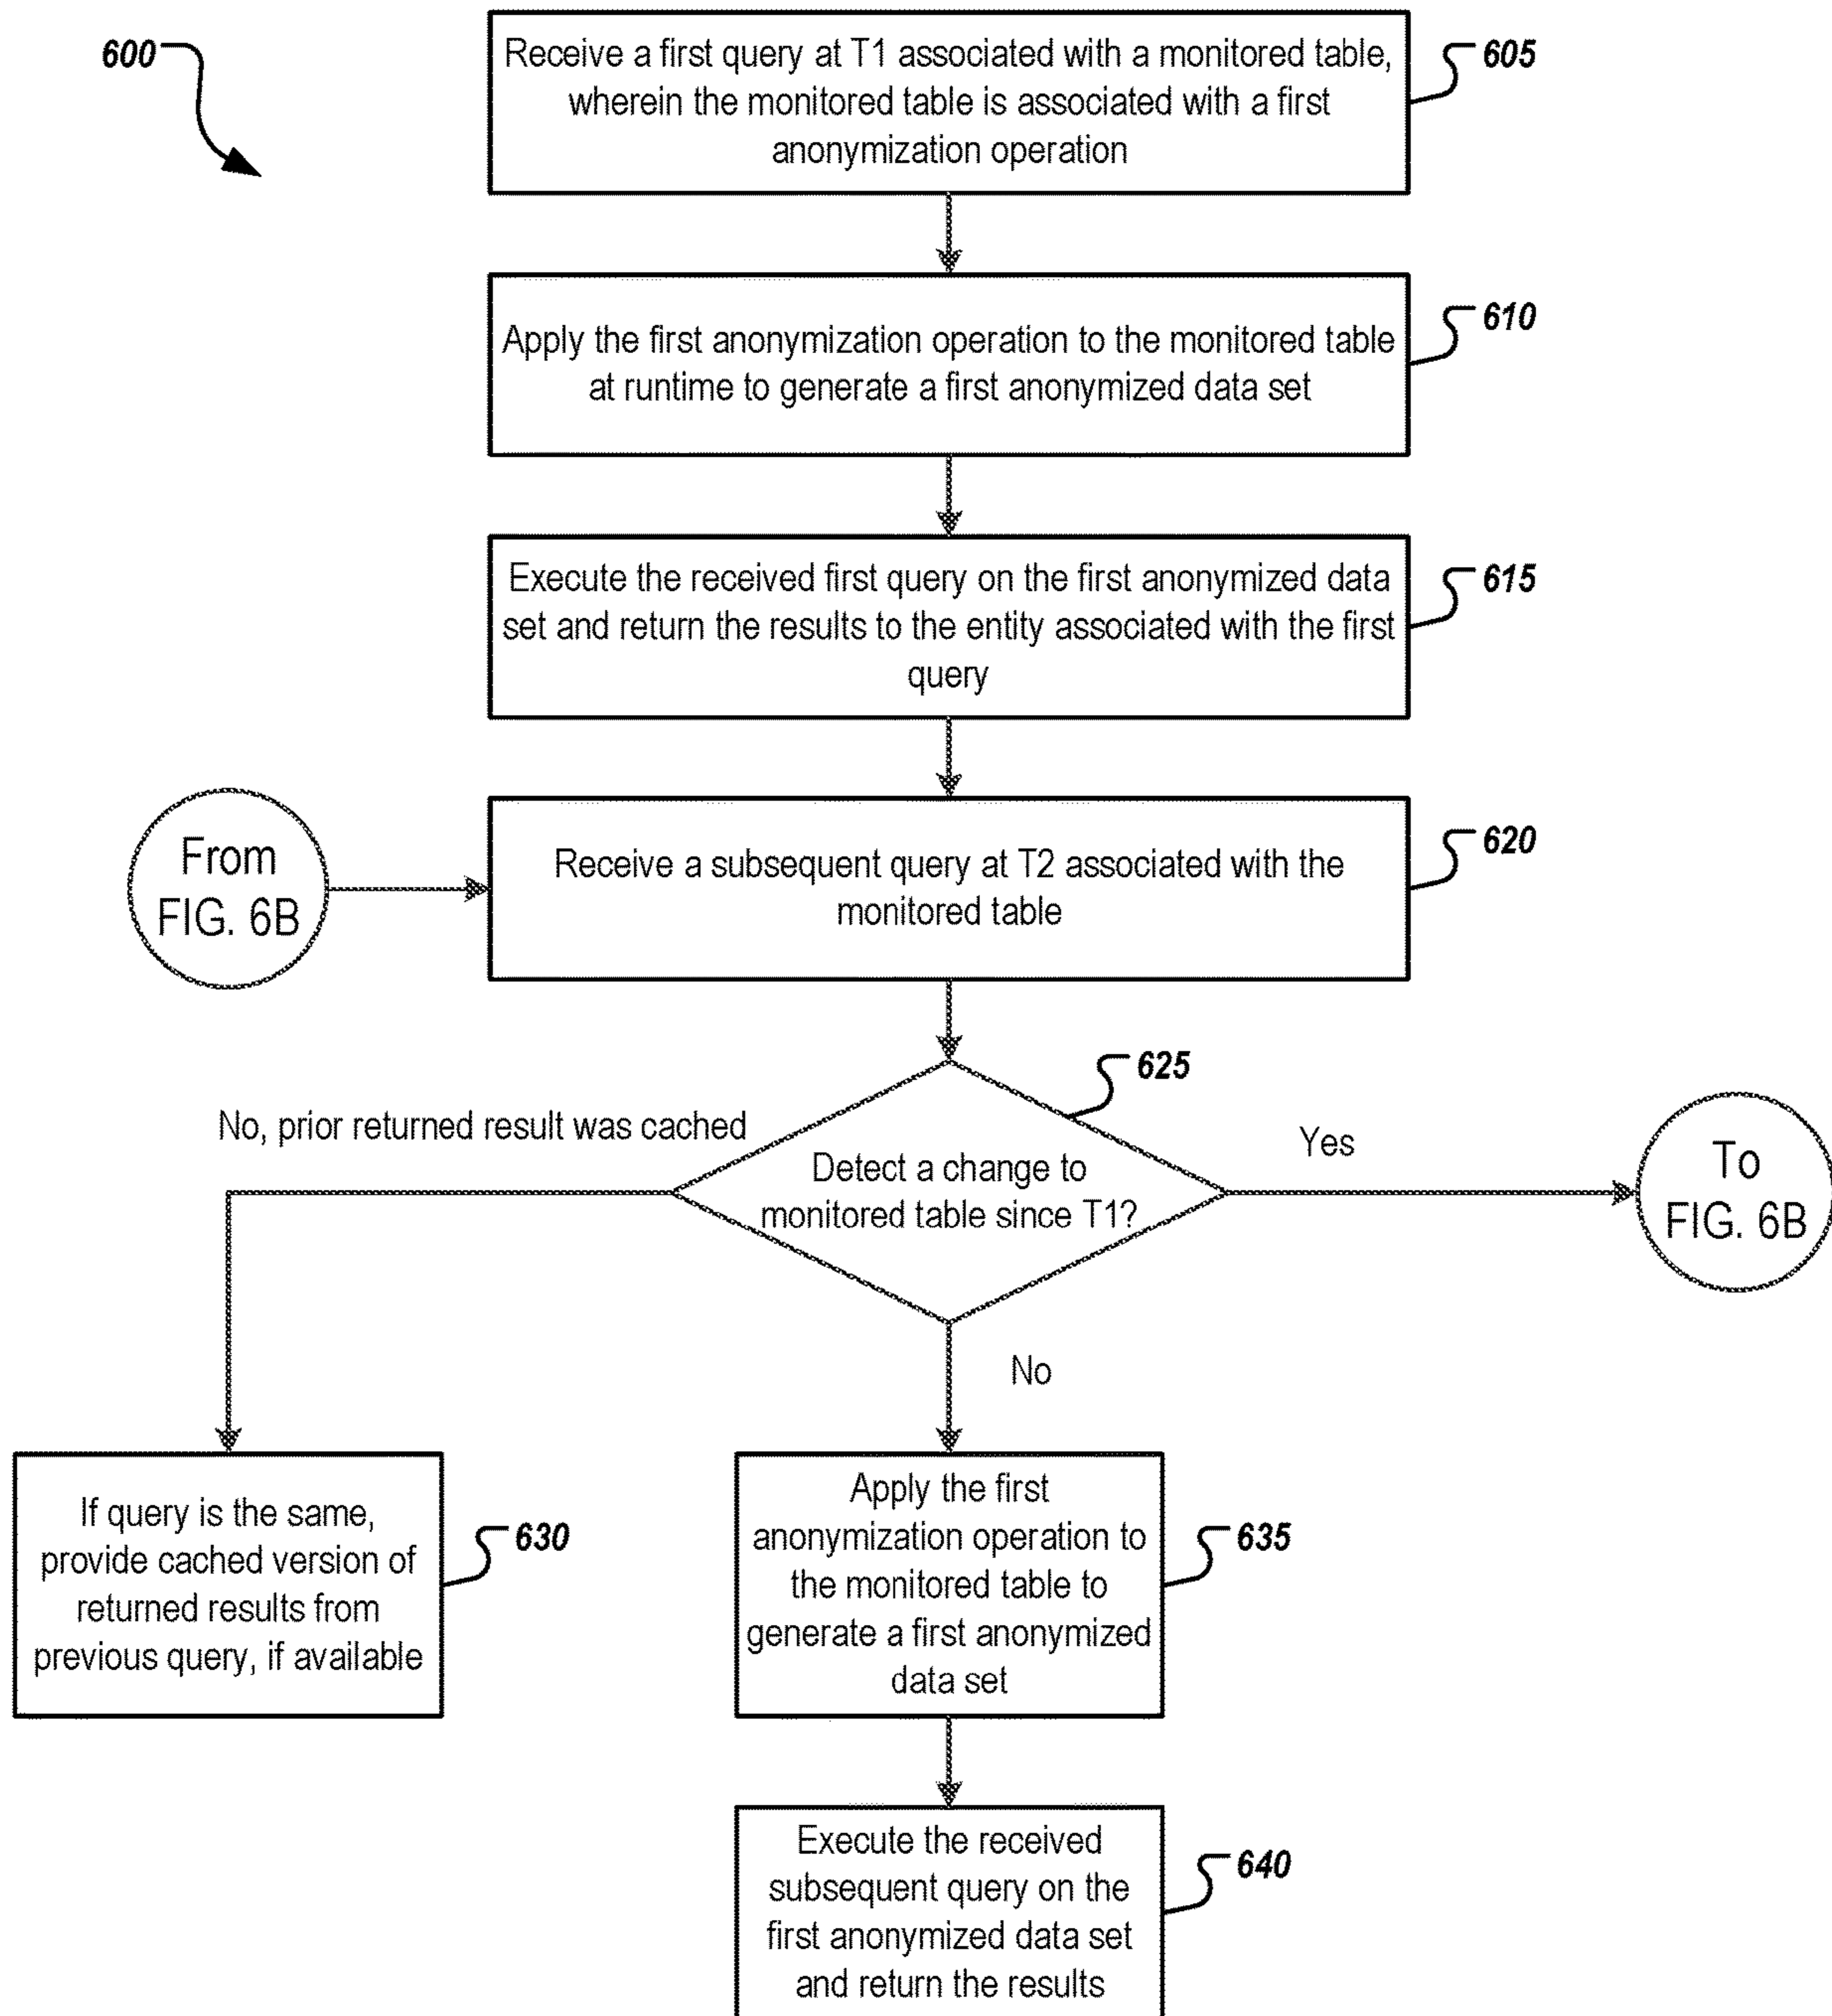 600
Receive a first query at T1 associated with a monitored table,
wherein the monitored table is associated with a first
anonymization operation
605
Apply the first anonymization operation to the monitored table
at runtime to generate a first anonymized data set
610
Execute the received first query on the first anonymized data
set and return the results to the entity associated with the first
query
615
From
FIG. 6B
Receive a subsequent query at T2 associated with the
monitored table
620
625
No, prior returned result was cached
Yes
Detect a change to
monitored table since T1?
To
FIG. 6B
No
If query is the same,
provide cached version of
returned results from
previous query, if available
630
Apply the first
anonymization operation to
the monitored table to
generate a first anonymized
data set
635
Execute the received
subsequent query on the
first anonymized data set
and return the results
640